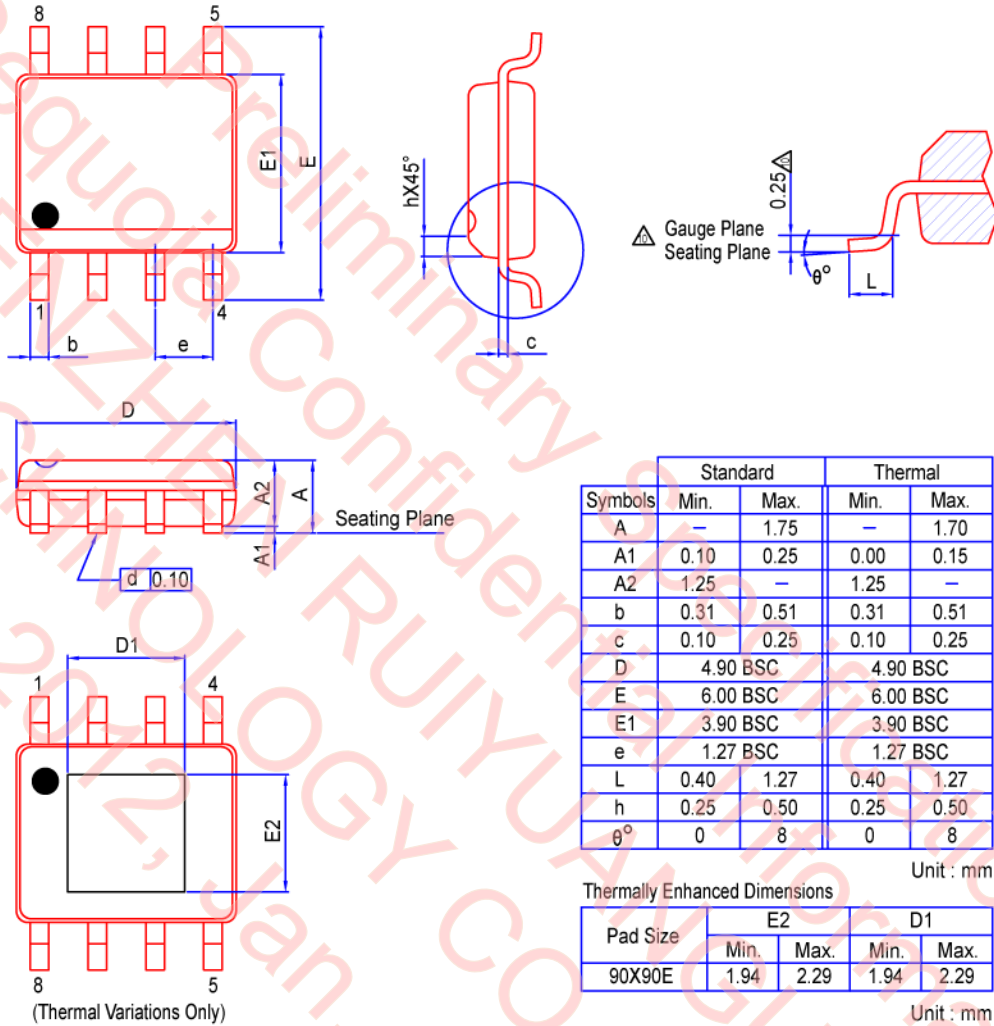 8 5
E1
E
1 4
b e
hX45°
c
0.25 10
10 Gauge Plane
Seating Plane
θ°
L
D
A2
A
A1
Seating Plane
d 0.10
D1
1 4
E2
8 5
(Thermal Variations Only)
Standard Thermal
Symbols Min. Max. Min. Max.
A — 1.75 — 1.70
A1 0.10 0.25 0.00 0.15
A2 1.25 — 1.25 —
b 0.31 0.51 0.31 0.51
c 0.10 0.25 0.10 0.25
D 4.90 BSC 4.90 BSC
E 6.00 BSC 6.00 BSC
E1 3.90 BSC 3.90 BSC
e 1.27 BSC 1.27 BSC
L 0.40 1.27 0.40 1.27
h 0.25 0.50 0.25 0.50
θ° 0 8 0 8
Unit : mm
Thermally Enhanced Dimensions
Pad Size E2 D1
Min. Max. Min. Max.
90X90E 1.94 2.29 1.94 2.29
Unit : mm
Preliminary Specification
Confidential Informa
RUIYUAN
CHNOLOGY CO
2012, Jan